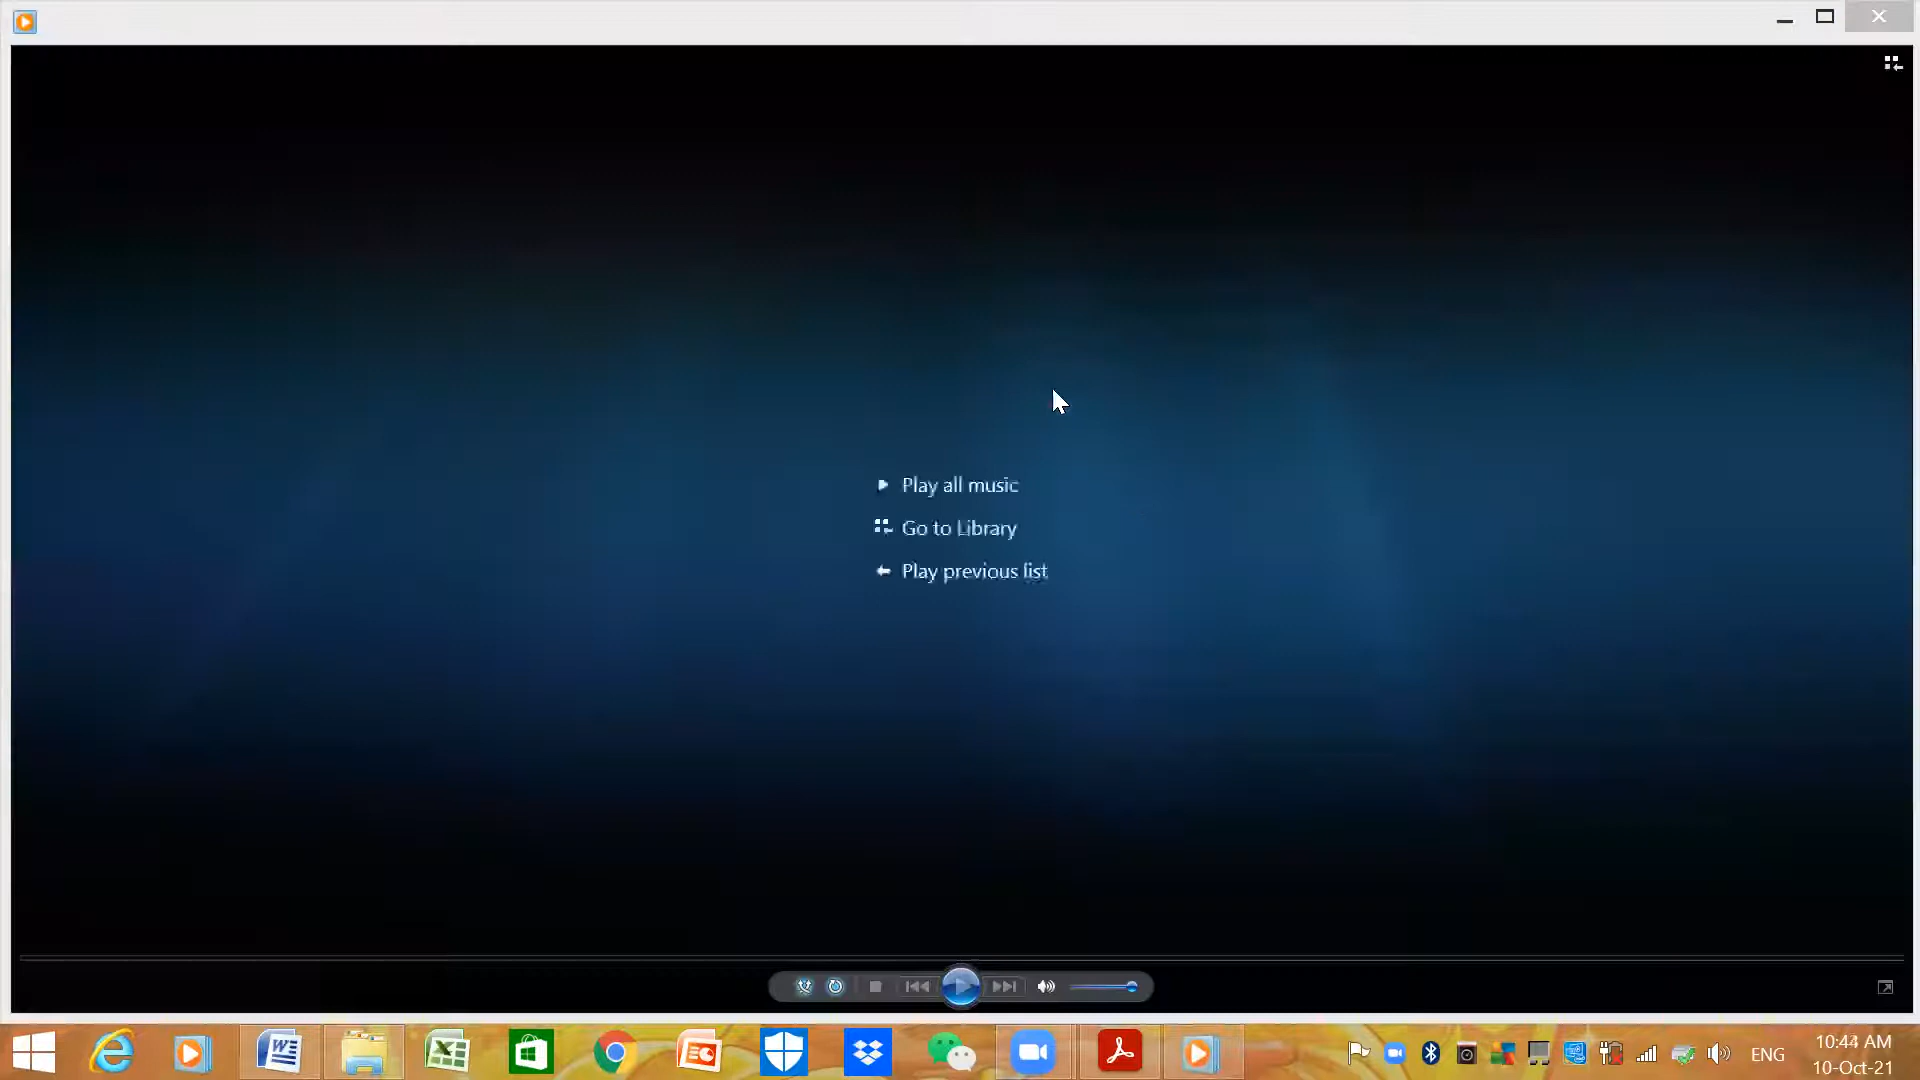 Play all music
Go to Library
Play previous list
ENG
10:44 AM
10-Oct-21